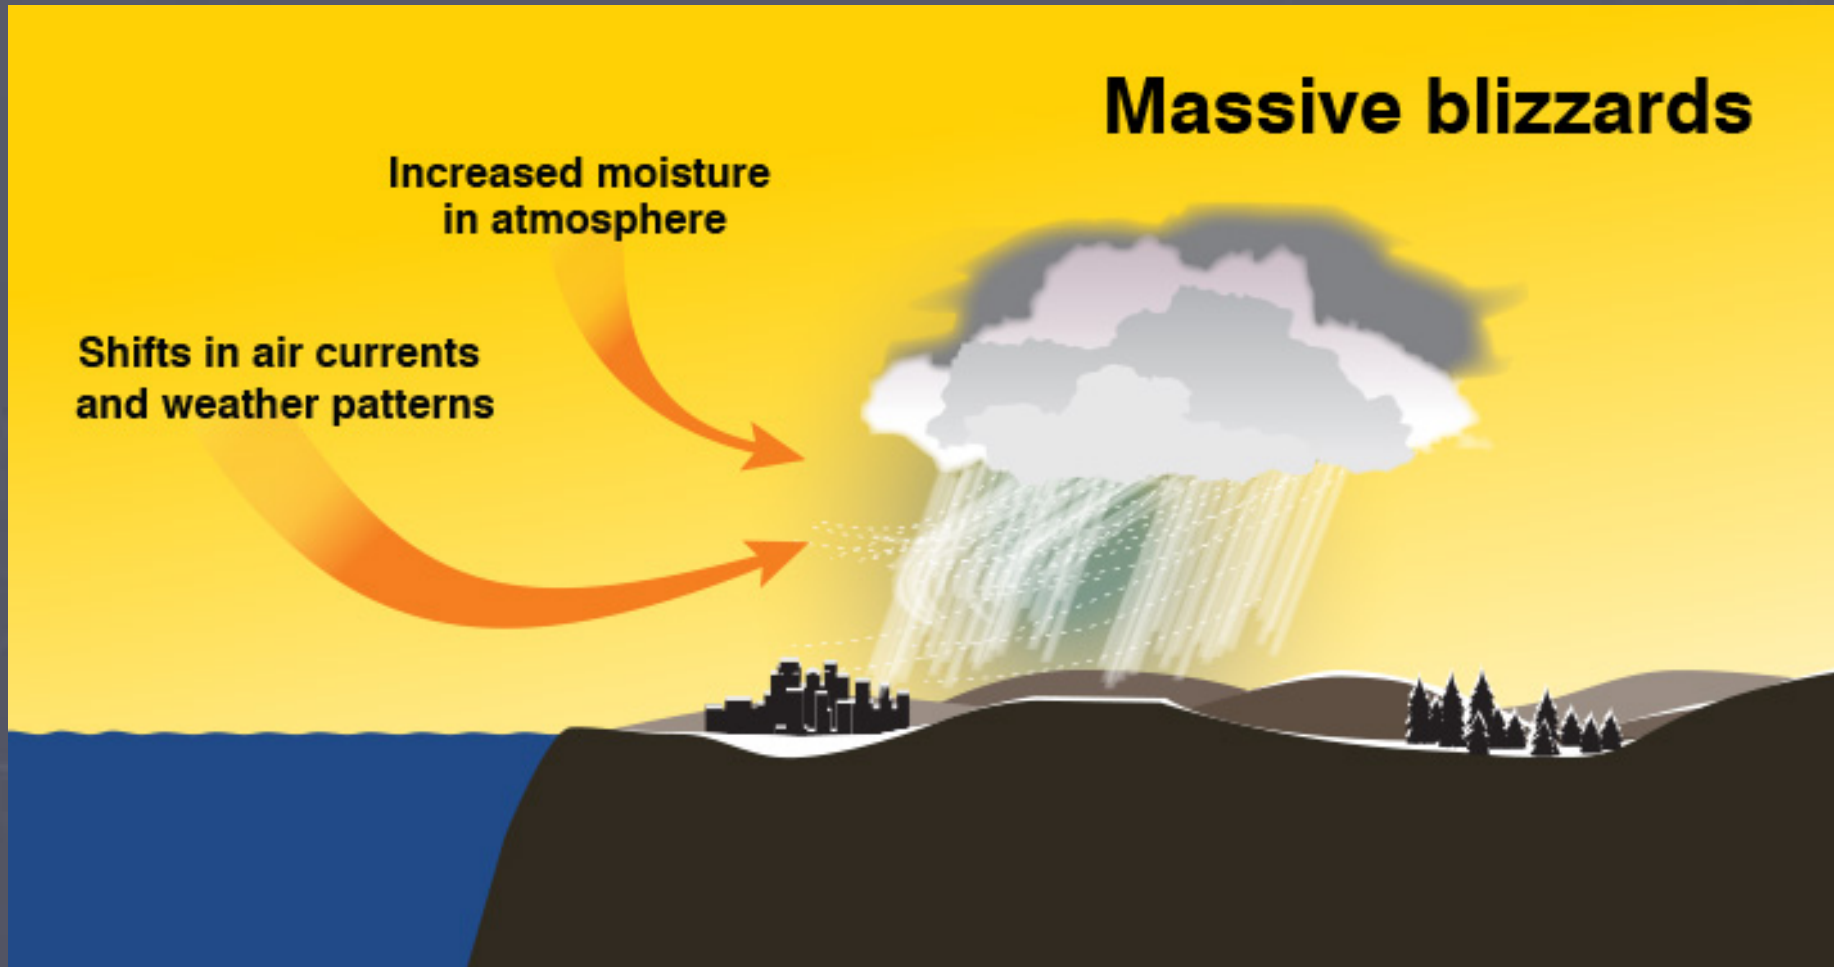 Massive blizzards
Increased moisture
in atmosphere
Shifts in air currents
and weather patterns